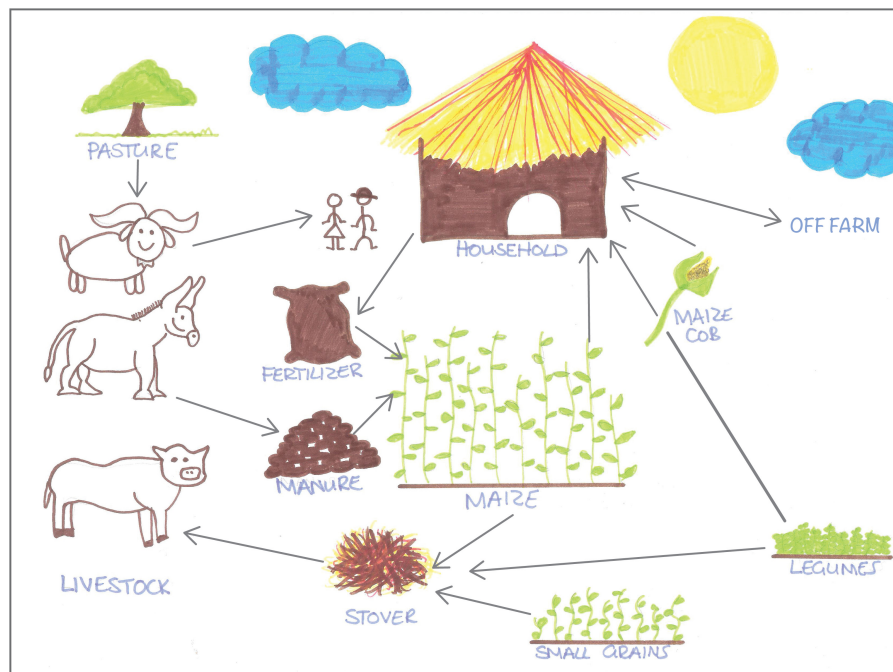 PASTURE
HOUSEHOLD
OFF FARM
MAIZE
COB
FERTILIZER
MANURE
MAIZE
LIVESTOCK
STOVER
LEGUMES
SMALL GRAINS